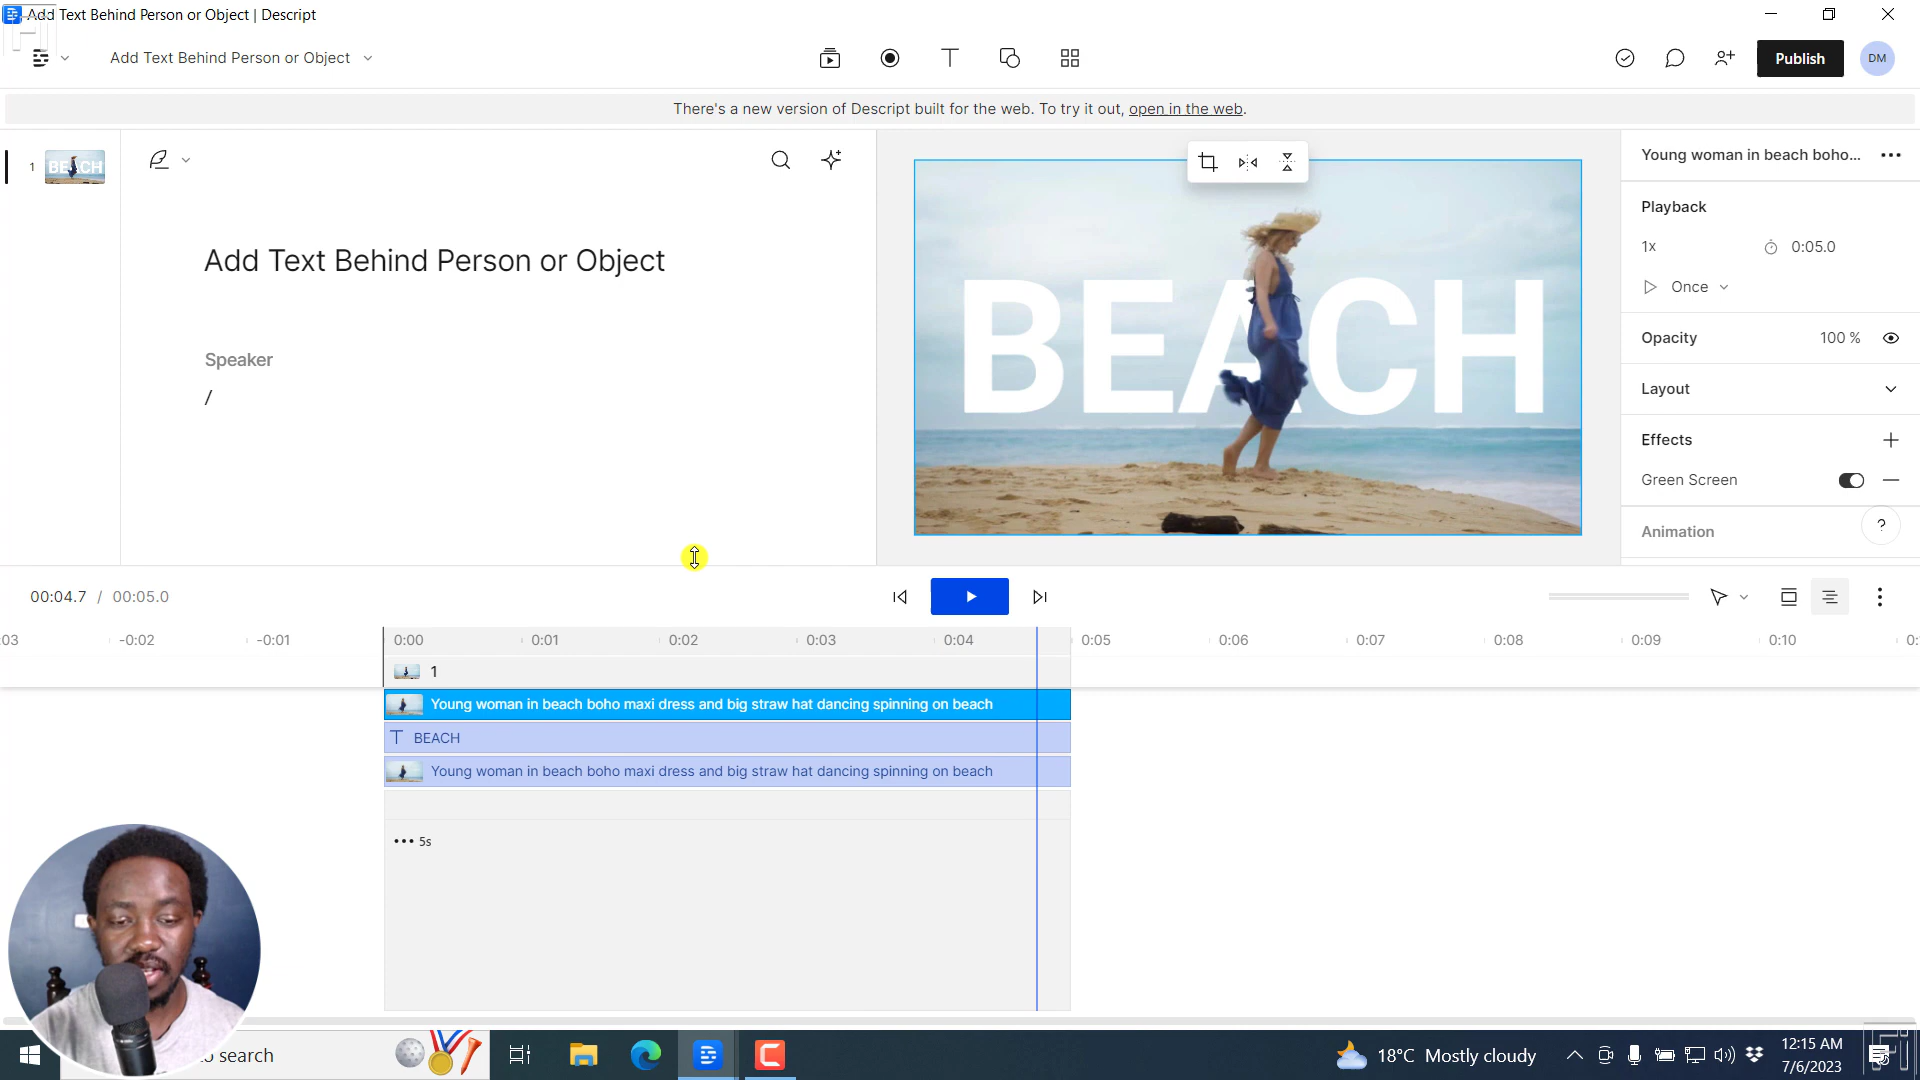 Add Text Behind Person or Object | Descript
Add Text Behind Person or Object
Publish
DM
There's a new version of Descript built for the web. To try it out, open in the web.
1
BEACH
Add Text Behind Person or Object
Speaker
/
BEACH
Young woman in beach boho...
Playback
1x
0:05.0
Once
Opacity
100 %
Layout
Effects
Green Screen
Animation
?
00:04.7 / 00:05.0
:03
-0:02
-0:01
0:00
0:01
0:02
0:03
0:04
0:05
0:06
0:07
0:08
0:09
0:10
0:
1
Young woman in beach boho maxi dress and big straw hat dancing spinning on beach
T BEACH
Young woman in beach boho maxi dress and big straw hat dancing spinning on beach
••• 5s
search
18°C Mostly cloudy
12:15 AM
7/6/2023